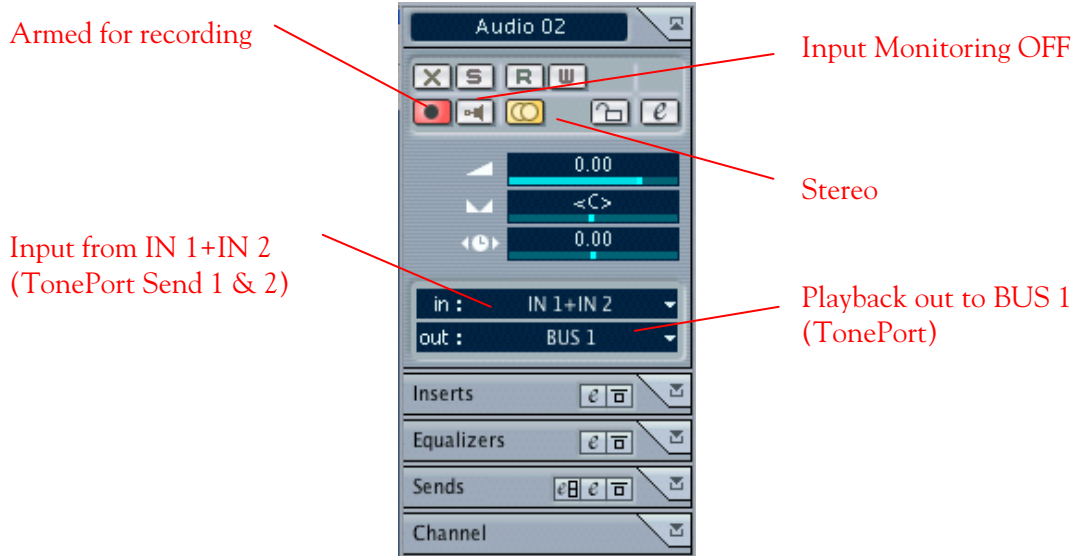 Audio 02
Armed for recording
Input Monitoring OFF
X S R W
e
0.00
<C>
0.00
Stereo
Input from IN 1+IN 2
(TonePort Send 1 & 2)
in : IN 1+IN 2
out : BUS 1
Playback out to BUS 1
(TonePort)
Inserts e
Equalizers e
Sends e e
Channel